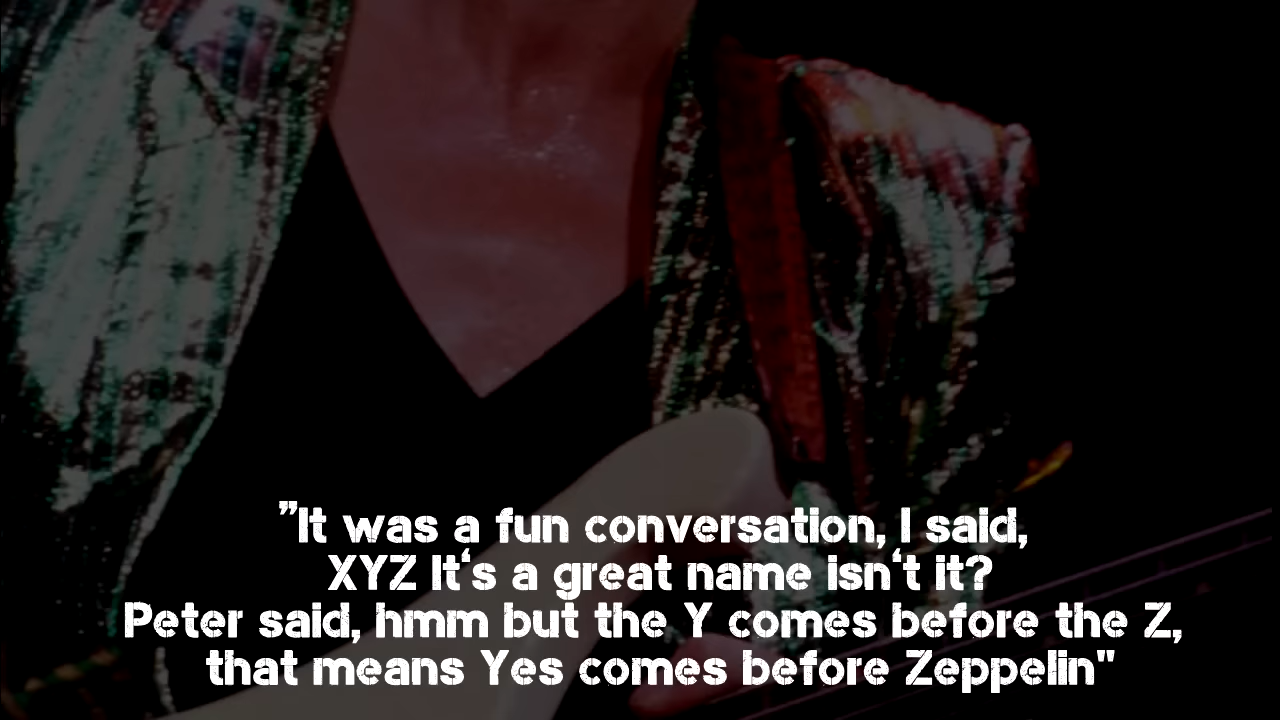 "It was a fun conversation, I said,
XYZ It‘s a great name isn‘t it?
Peter said, hmm but the Y comes before the Z,
that means Yes comes before Zeppelin"